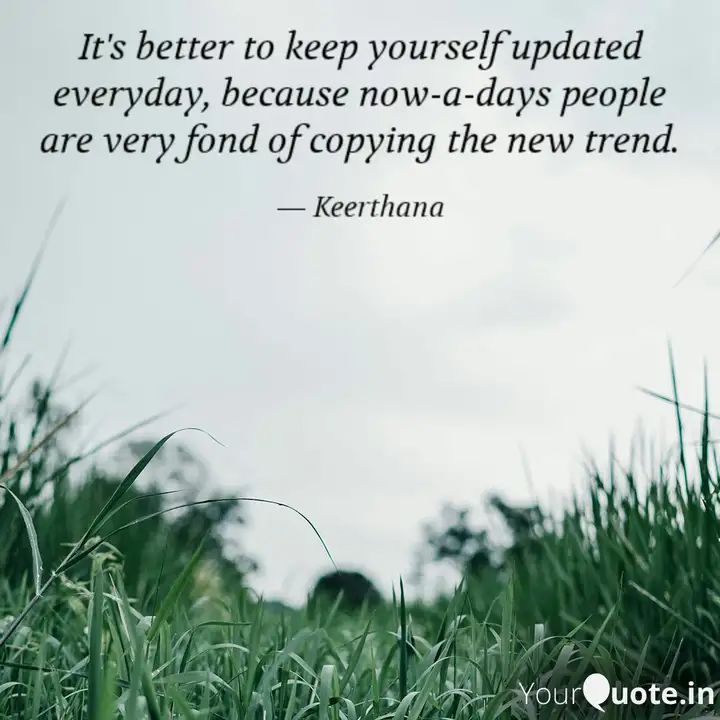 It's better to keep yourself updated
everyday, because now-a-days people
are very fond of copying the new trend.
— Keerthana
YourQuote.in